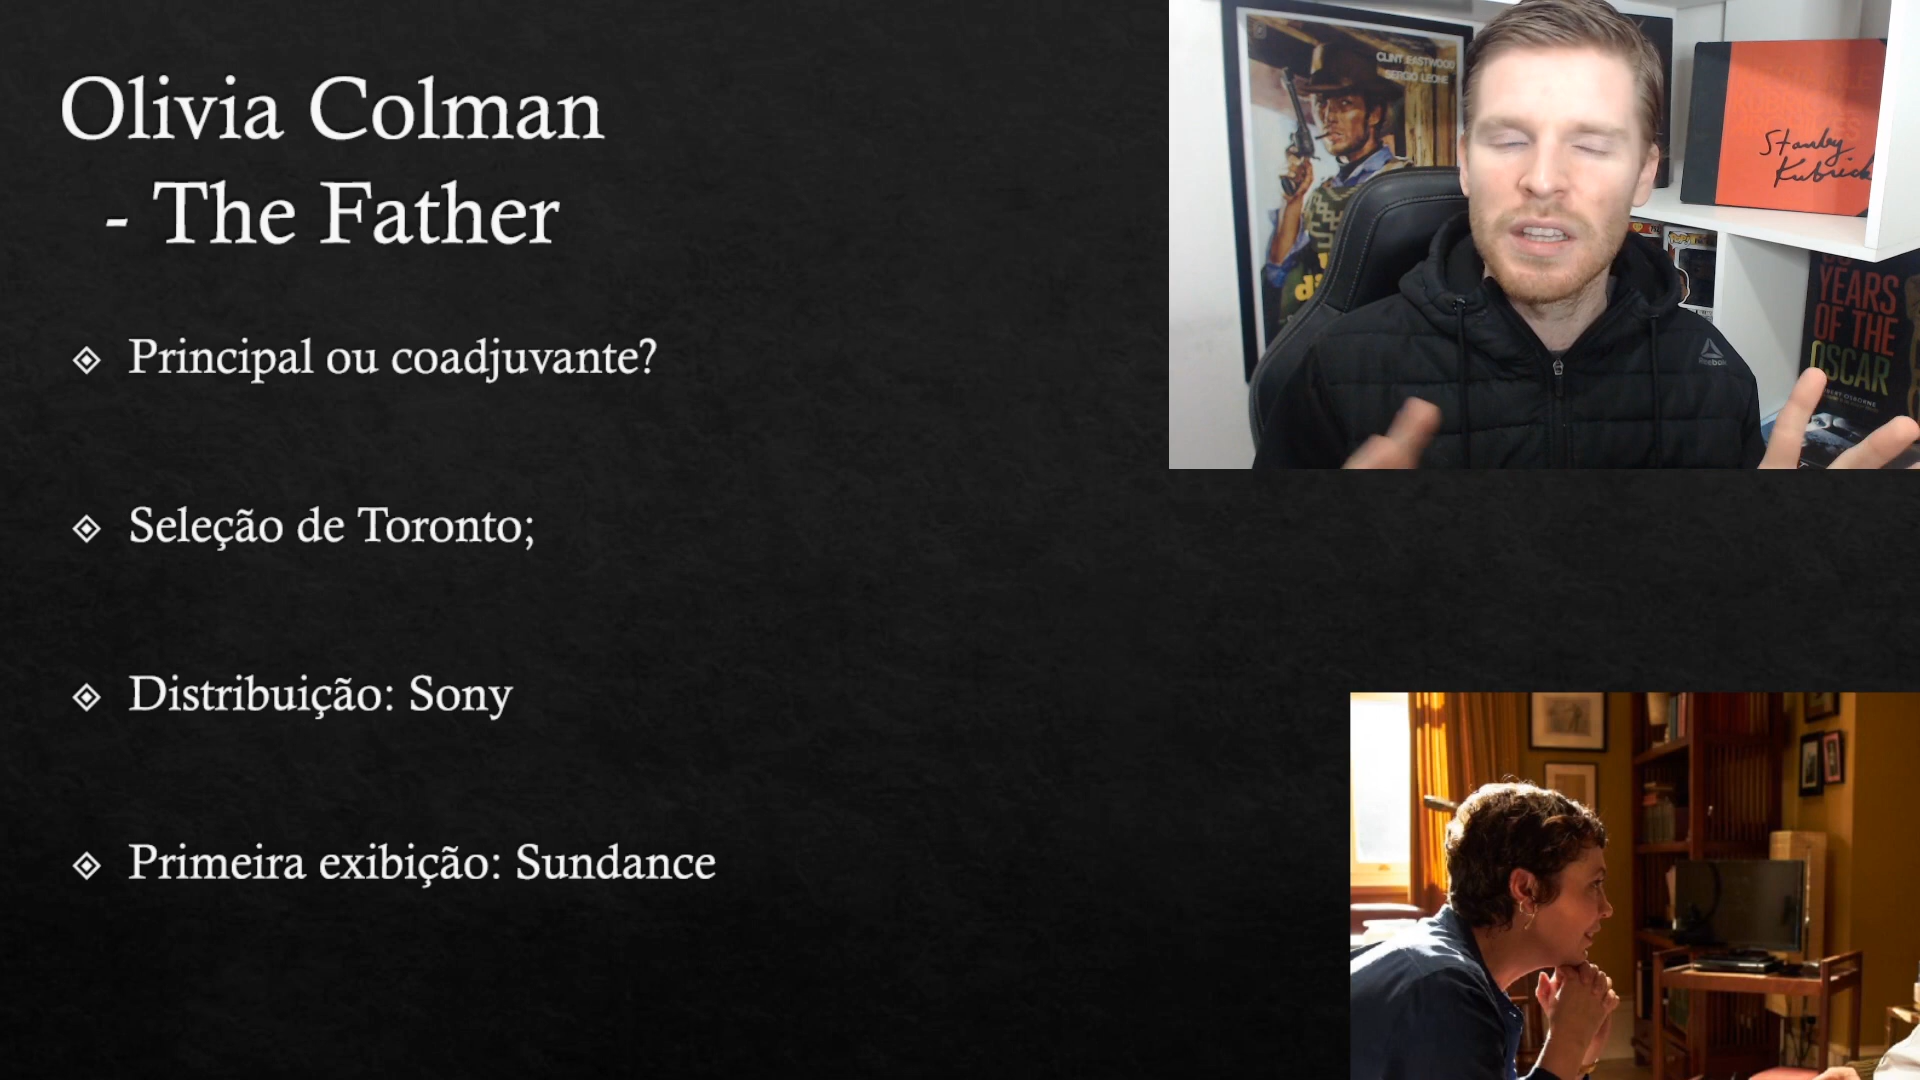 Olivia Colman
- The Father
Principal ou coadjuvante?
Seleção de Toronto;
Distribuição: Sony
Primeira exibição: Sundance
CLINT EASTWOOD
SERGIO LEONE
Stanley
Kubrick
YEARS
OF THE
OSCAR
Reebok